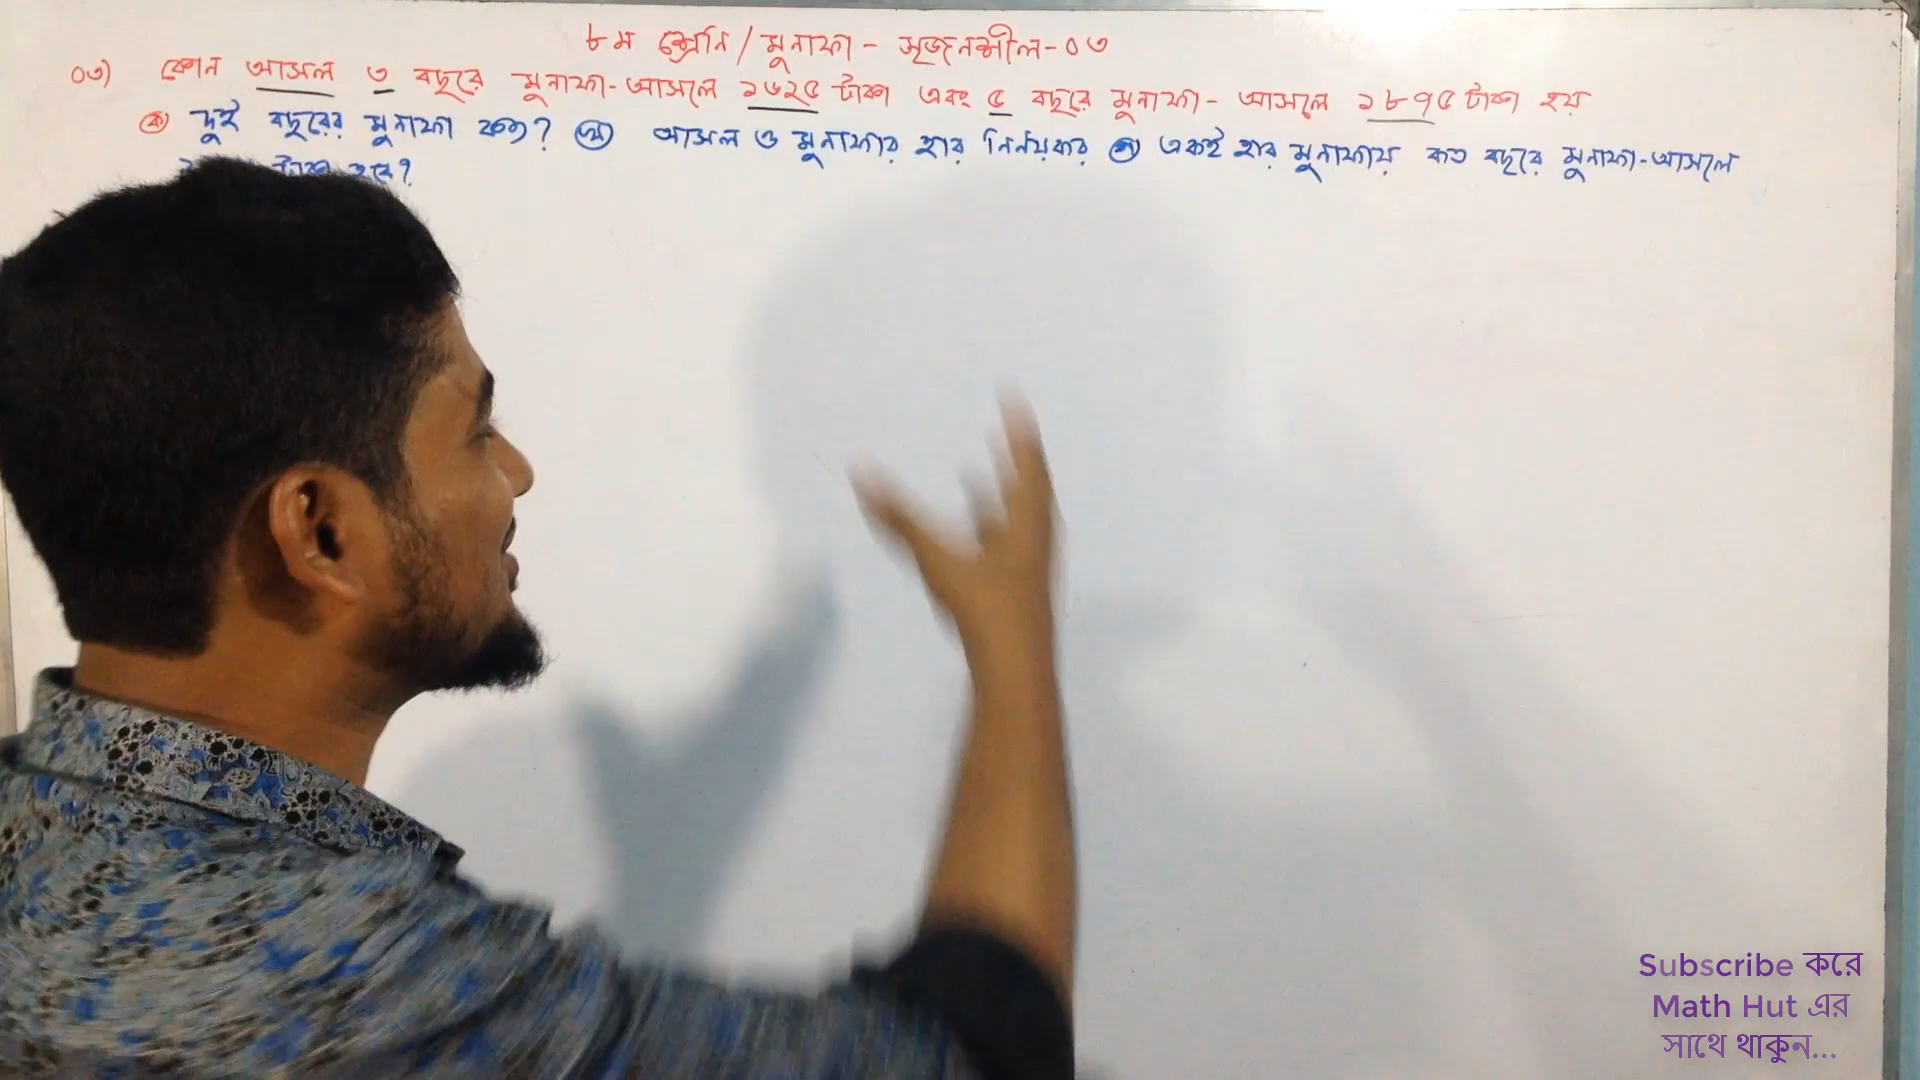 ৮ম শ্রেনি / মুনাফা - সৃজনশীল-০৩
০৩) কোন আসল ৩ বছরে মুনাফা-আসলে ১৬২৫ টাকা এবং ৫ বছরে মুনাফা- আসলে ১৮৭৫ টাকা হয়
ক দুই বছরের মুনাফা কত? খ আসল ও মুনাফার হার নির্নয়কর গ একই হার মুনাফায় কত বছরে মুনাফা-আসলে
টাকা হবে?
Subscribe করে
Math Hut এর
সাথে থাকুন...